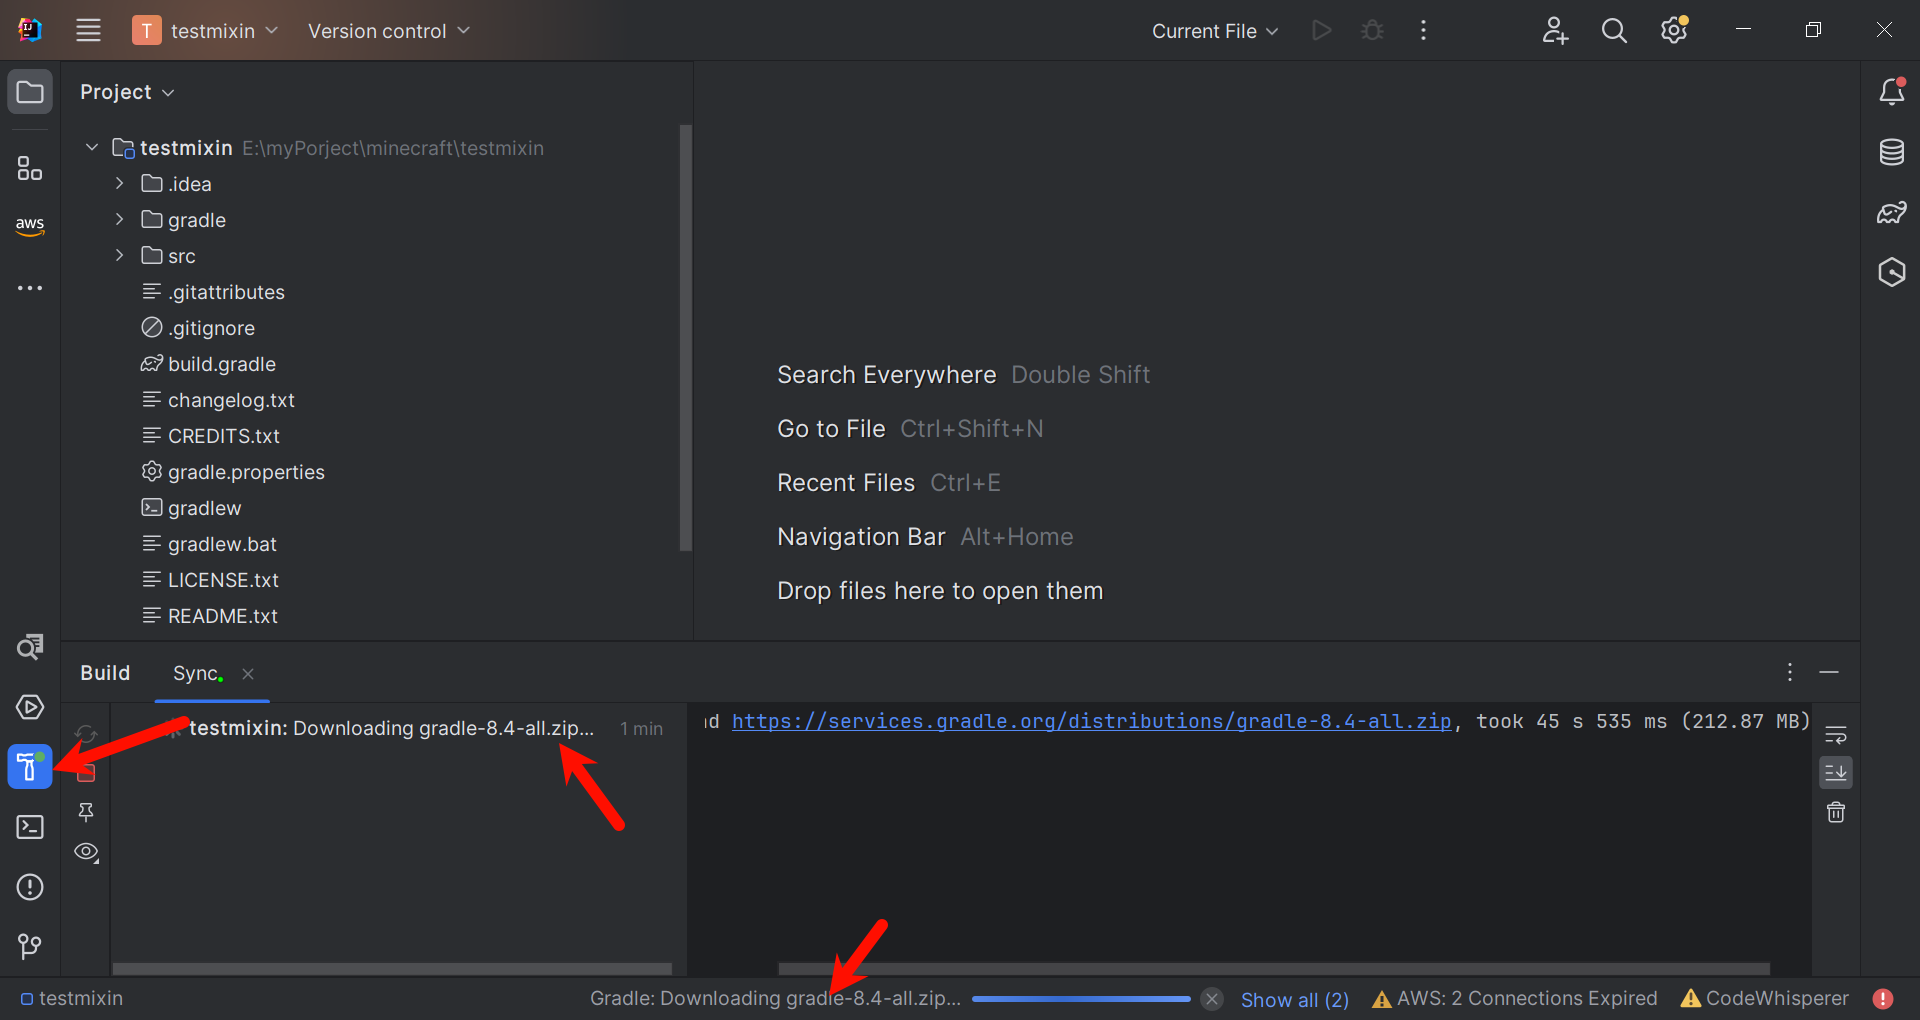 T testmixin Version control Current File
Project
testmixin E:\myPorject\minecraft\testmixin
.idea
gradle
src
.gitattributes
.gitignore
build.gradle
changelog.txt
CREDITS.txt
gradle.properties
gradlew
gradlew.bat
LICENSE.txt
README.txt
aws
Search Everywhere Double Shift
Go to File Ctrl+Shift+N
Recent Files Ctrl+E
Navigation Bar Alt+Home
Drop files here to open them
Build Sync
testmixin: Downloading gradle-8.4-all.zip... 1 min
https://services.gradle.org/distributions/gradle-8.4-all.zip, took 45 s 535 ms (212.87 MB)
testmixin Gradle: Downloading gradle-8.4-all.zip... Show all (2) AWS: 2 Connections Expired CodeWhisperer